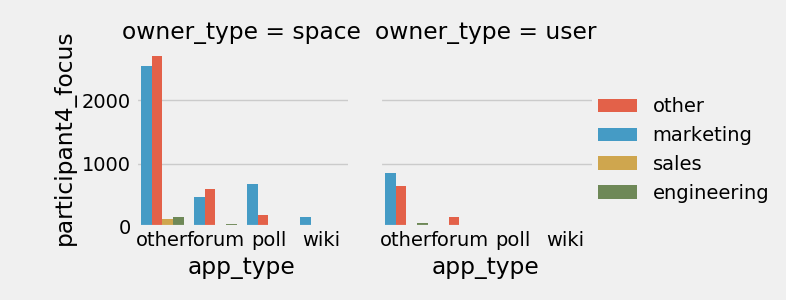 owner_type = space
owner_type = user
participant4_focus
2000
1000
0
other forum poll wiki
other forum poll wiki
app_type
app_type
other
marketing
sales
engineering